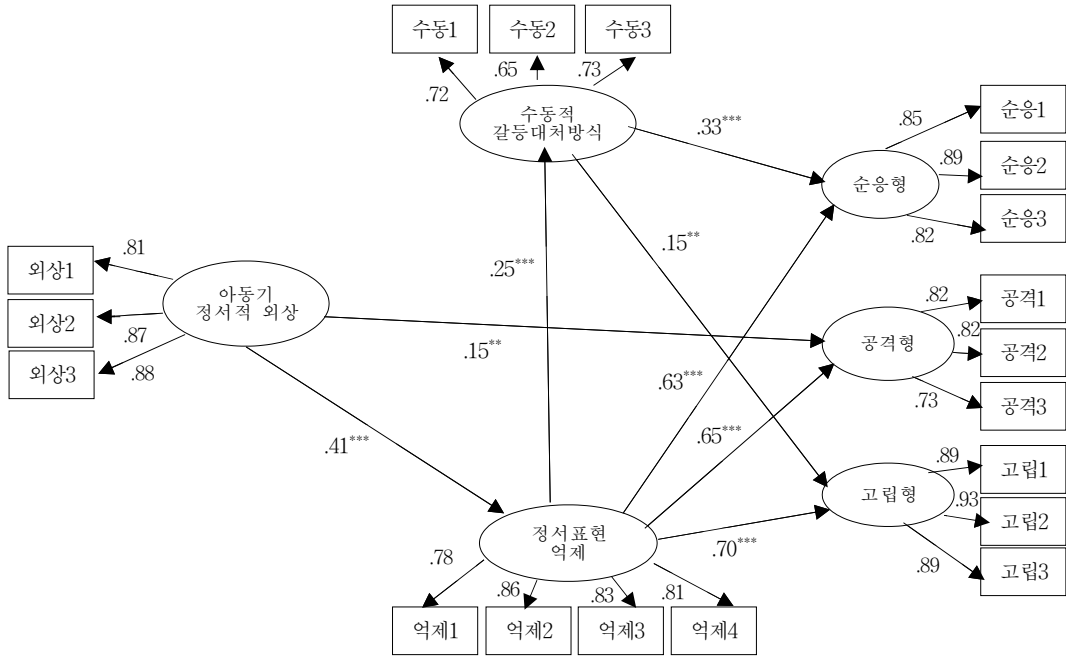 수동1
수동2
수동3
.72
.65
.73
수동적
갈등대처방식
.33***
.85
순응1
.89
순응2
순응형
.82
순응3
.15**
.25***
외상1
.81
외상2
.87
외상3
.88
아동기
정서적 외상
.15**
.82
공격1
.82
공격2
공격형
.73
공격3
.63***
.65***
.41***
.89
고립1
.93
고립2
고립형
.89
고립3
.70***
정서표현
억제
.78
.86
.83
.81
억제1
억제2
억제3
억제4